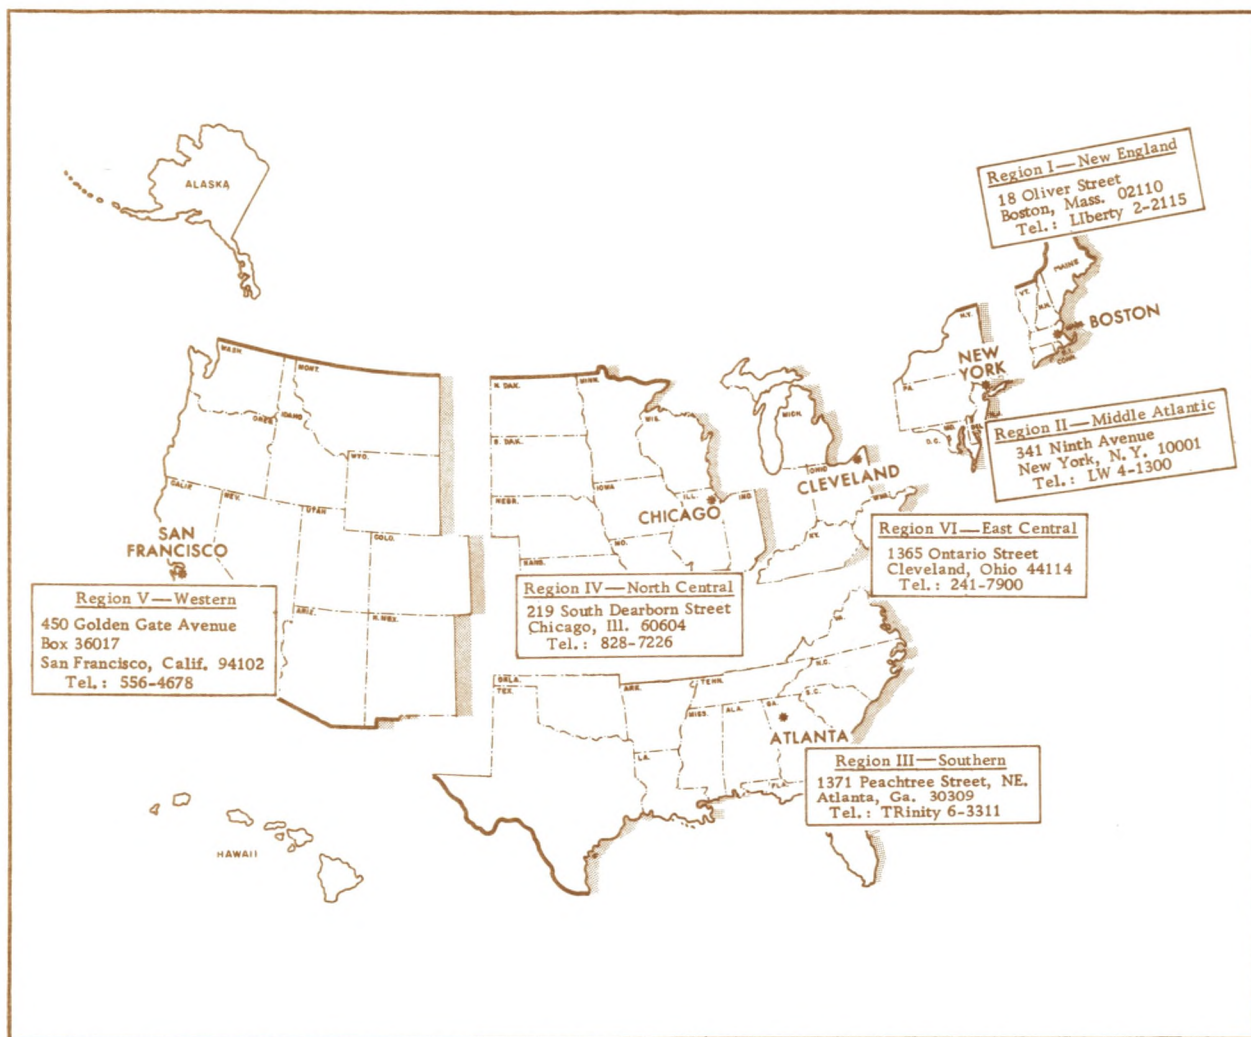 ALASKA
Region I—New England
18 Oliver Street
Boston, Mass. 02110
Tel.: LIberty 2-2115
MAINE
VT.
N.H.
MASS.
R.I.
CONN.
BOSTON
N.Y.
NEW
YORK
PA.
N.J.
MD.
DEL.
D.C.
Region II—Middle Atlantic
341 Ninth Avenue
New York, N. Y. 10001
Tel.: LW 4-1300
WASH.
MONT.
OREG.
IDAHO
WYO.
CALIF.
NEV.
UTAH
COLO.
ARIZ.
N. MEX.
SAN
FRANCISCO
Region V—Western
450 Golden Gate Avenue
Box 36017
San Francisco, Calif. 94102
Tel.: 556-4678
N. DAK.
MINN.
S. DAK.
WIS.
NEBR.
IOWA
ILL.
IND.
KANS.
MO.
CHICAGO
Region IV—North Central
219 South Dearborn Street
Chicago, Ill. 60604
Tel.: 828-7226
MICH.
OHIO
CLEVELAND
W.VA.
KY.
Region VI—East Central
1365 Ontario Street
Cleveland, Ohio 44114
Tel.: 241-7900
VA.
N.C.
S.C.
TENN.
ARK.
OKLA.
TEX.
LA.
MISS.
ALA.
GA.
FLA.
ATLANTA
Region III—Southern
1371 Peachtree Street, NE.
Atlanta, Ga. 30309
Tel.: TRinity 6-3311
HAWAII